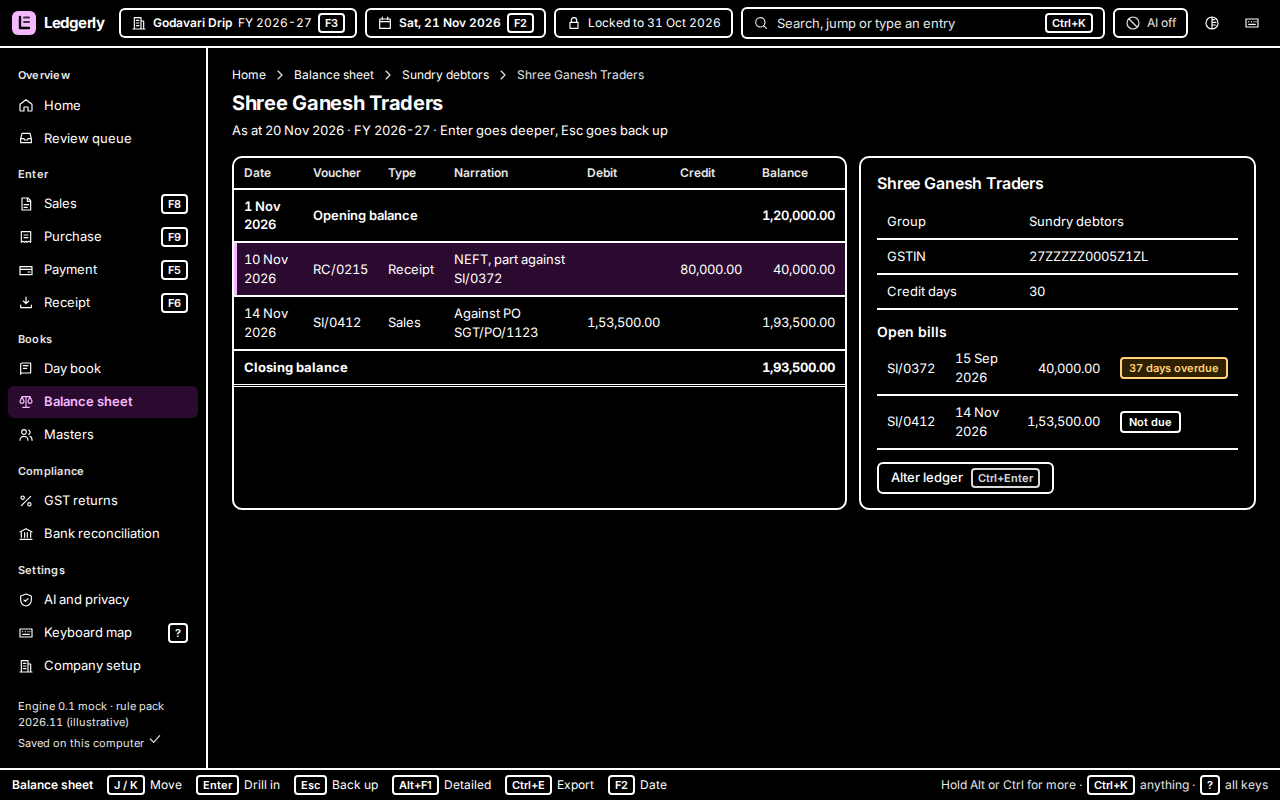 Ledgerly
Godavari Drip FY 2026-27 F3
Sat, 21 Nov 2026 F2
Locked to 31 Oct 2026
Search, jump or type an entry Ctrl+K
AI off
Overview
Home
Review queue
Enter
Sales F8
Purchase F9
Payment F5
Receipt F6
Books
Day book
Balance sheet
Masters
Compliance
GST returns
Bank reconciliation
Settings
AI and privacy
Keyboard map ?
Company setup
Engine 0.1 mock · rule pack
2026.11 (illustrative)
Saved on this computer
Home > Balance sheet > Sundry debtors > Shree Ganesh Traders
Shree Ganesh Traders
As at 20 Nov 2026 · FY 2026-27 · Enter goes deeper, Esc goes back up
Date Voucher Type Narration Debit Credit Balance
1 Nov
2026 Opening balance 1,20,000.00
10 Nov
2026 RC/0215 Receipt NEFT, part against
SI/0372 80,000.00 40,000.00
14 Nov
2026 SI/0412 Sales Against PO
SGT/PO/1123 1,53,500.00 1,93,500.00
Closing balance 1,93,500.00
Shree Ganesh Traders
Group Sundry debtors
GSTIN 27ZZZZZ0005Z1ZL
Credit days 30
Open bills
SI/0372 15 Sep
2026 40,000.00 37 days overdue
SI/0412 14 Nov
2026 1,53,500.00 Not due
Alter ledger Ctrl+Enter
Balance sheet J / K Move Enter Drill in Esc Back up Alt+F1 Detailed Ctrl+E Export F2 Date
Hold Alt or Ctrl for more · Ctrl+K anything · ? all keys